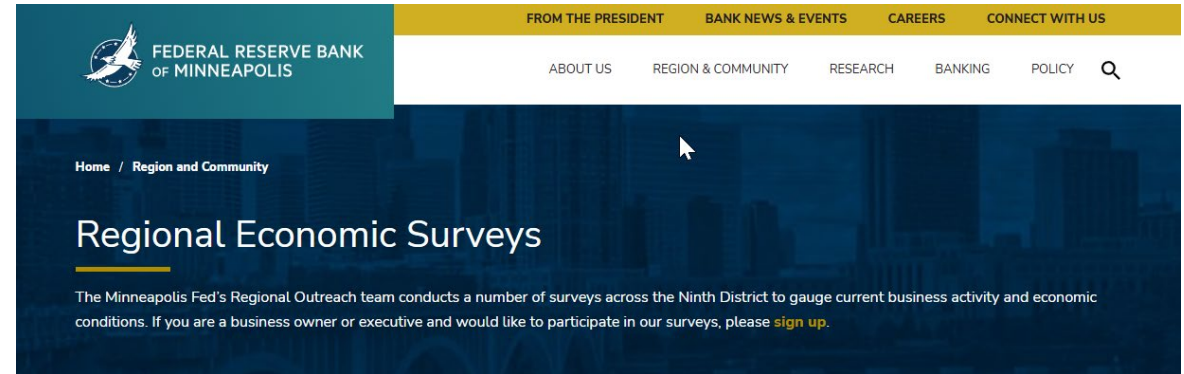 FROM THE PRESIDENT BANK NEWS & EVENTS CAREERS CONNECT WITH US
FEDERAL RESERVE BANK
OF MINNEAPOLIS
ABOUT US REGION & COMMUNITY RESEARCH BANKING POLICY
Home / Region and Community
Regional Economic Surveys
The Minneapolis Fed's Regional Outreach team conducts a number of surveys across the Ninth District to gauge current business activity and economic
conditions. If you are a business owner or executive and would like to participate in our surveys, please sign up.